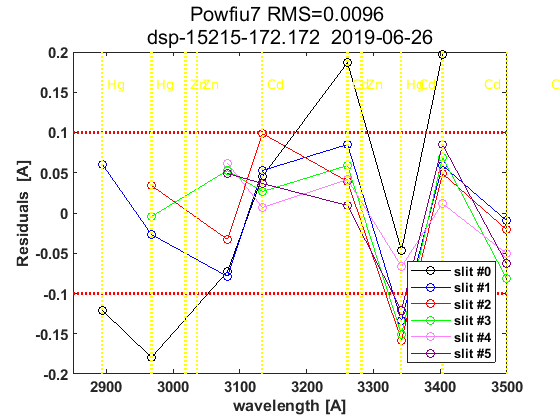 Powfiu7 RMS=0.0096
dsp-15215-172.172  2019-06-26
Residuals [A]
0.2
0.15
0.1
0.05
0
-0.05
-0.1
-0.15
-0.2
Hg Hg Zn Zn Cd Zn Hg Cd Cd
slit #0
slit #1
slit #2
slit #3
slit #4
slit #5
2900 3000 3100 3200 3300 3400 3500
wavelength [A]